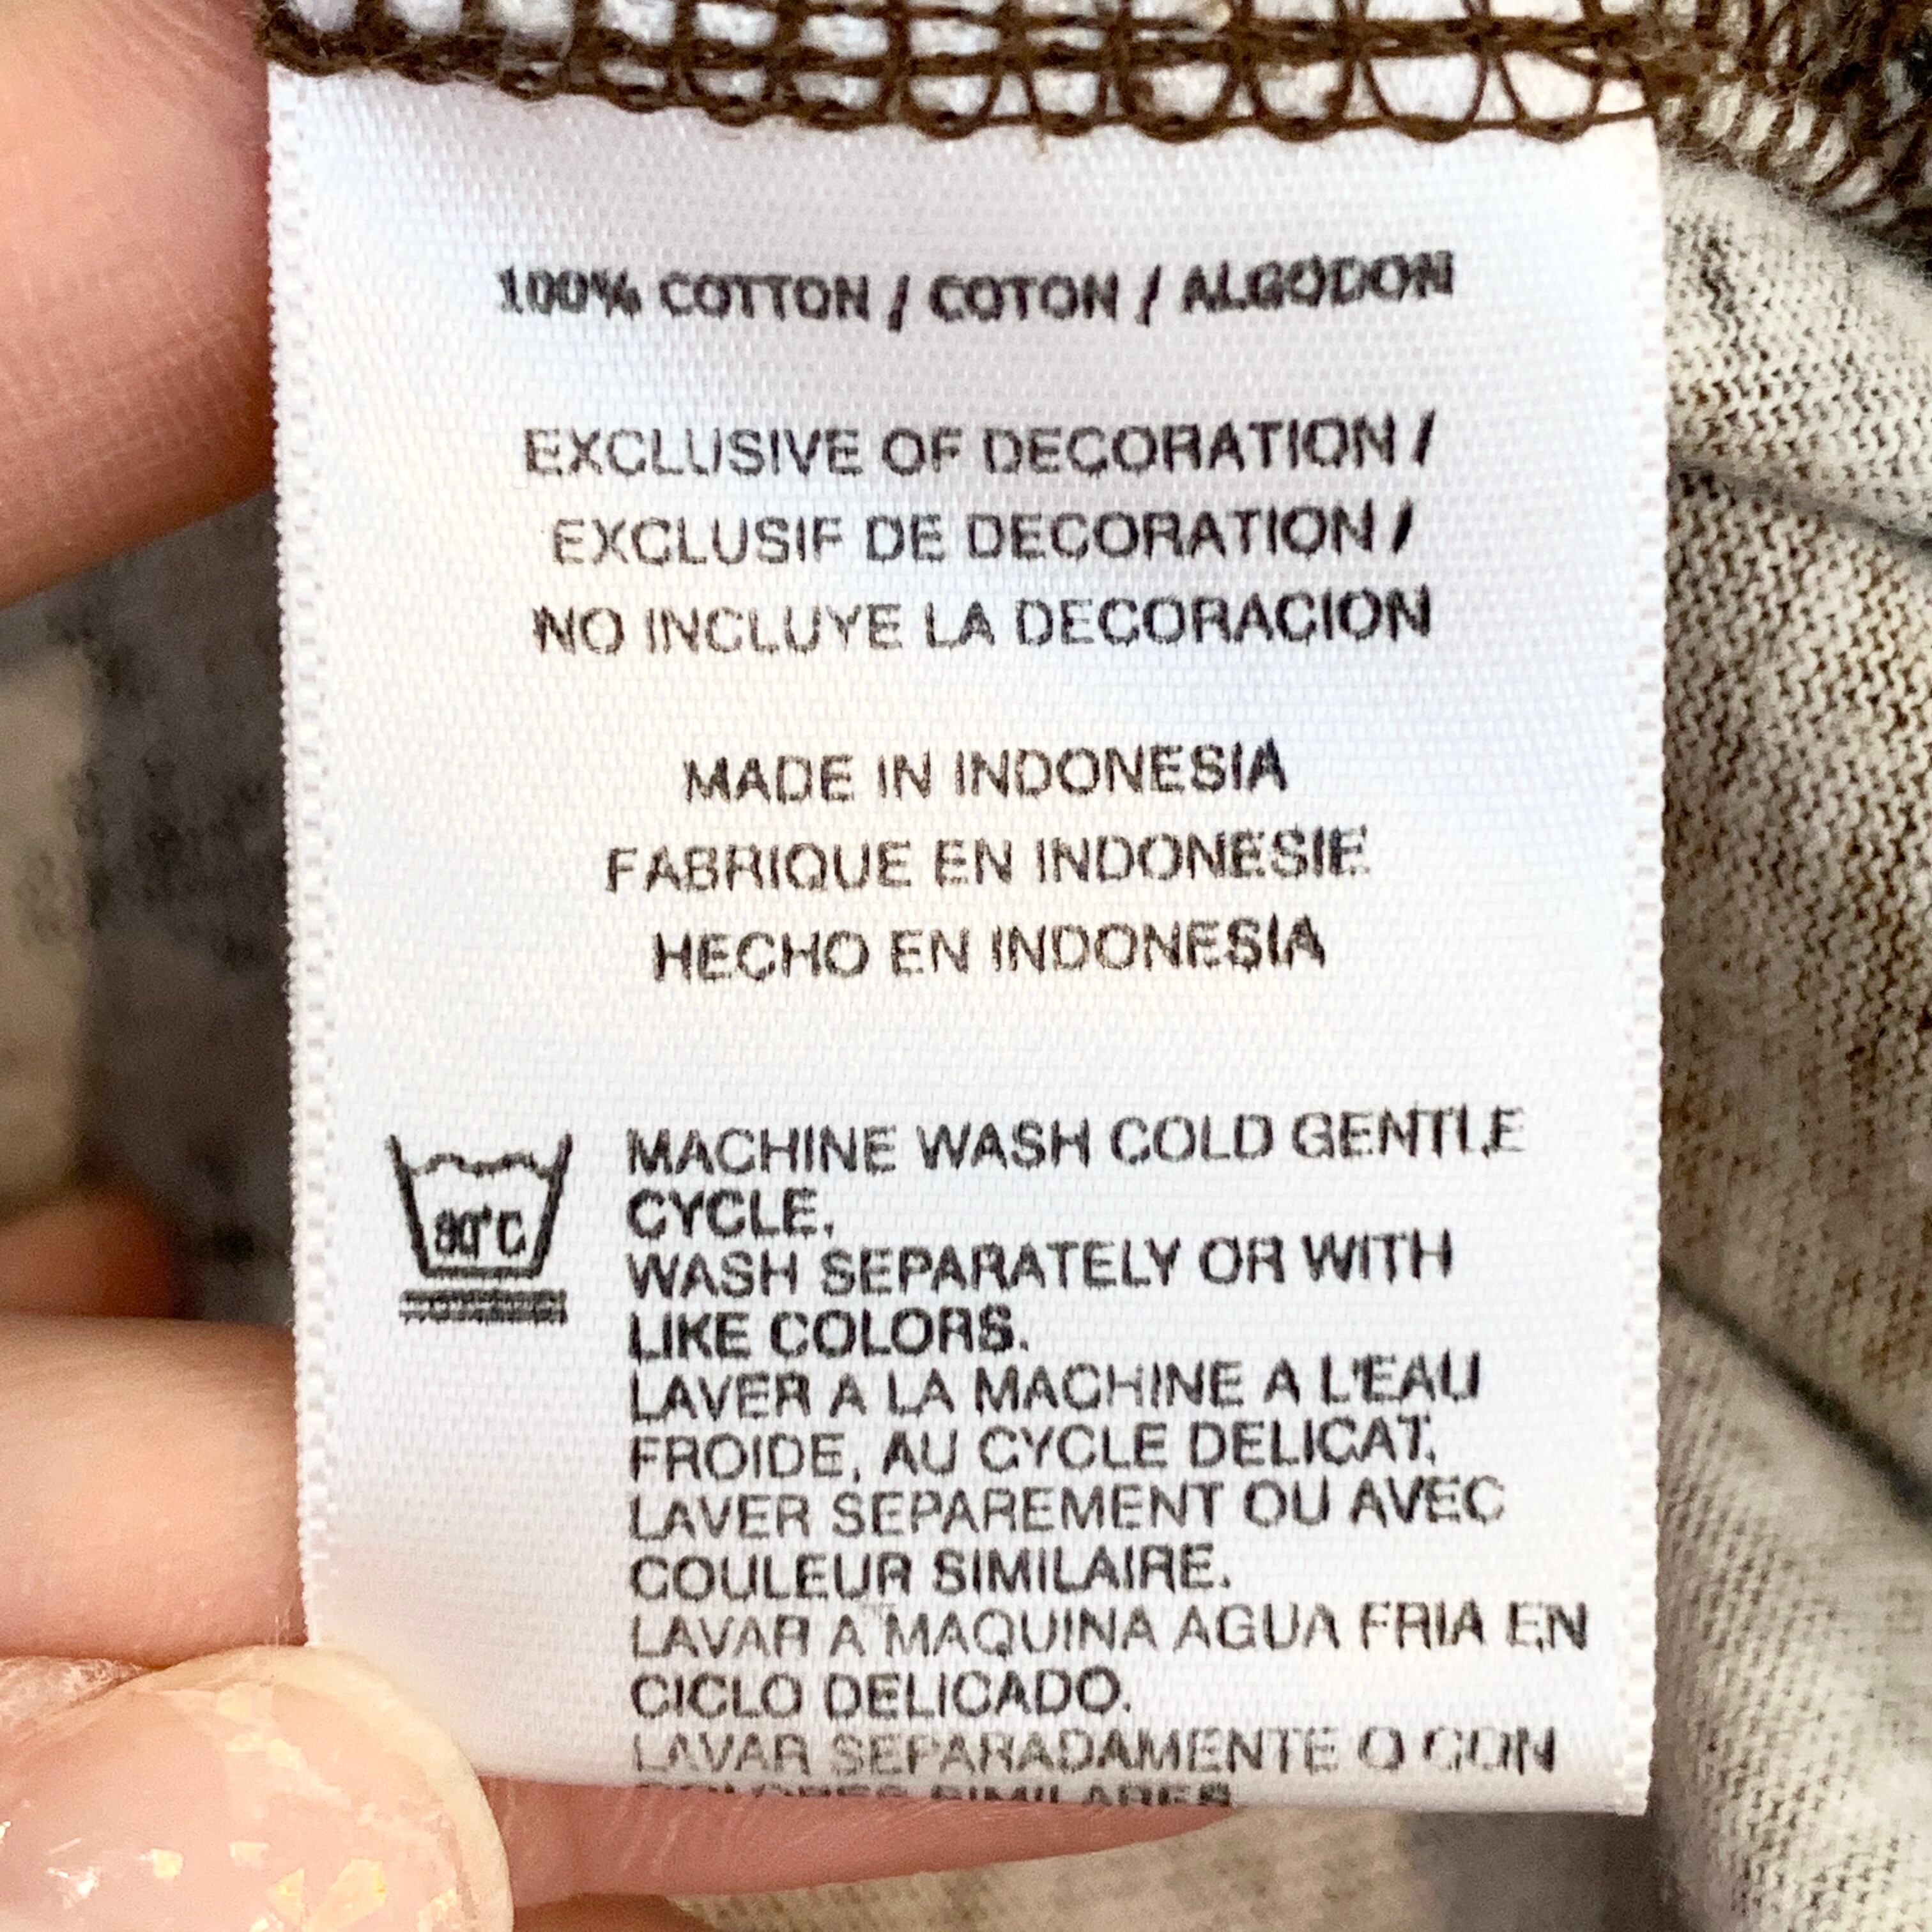 100% COTTON / COTON / ALGODON
EXCLUSIVE OF DECORATION /
EXCLUSIF DE DECORATION /
NO INCLUYE LA DECORACION
MADE IN INDONESIA
FABRIQUE EN INDONESIE
HECHO EN INDONESIA
MACHINE WASH COLD GENTLE
CYCLE.
30°C
WASH SEPARATELY OR WITH
LIKE COLORS.
LAVER A LA MACHINE A L'EAU
FROIDE, AU CYCLE DELICAT.
LAVER SEPAREMENT OU AVEC
COULEUR SIMILAIRE.
LAVAR A MAQUINA AGUA FRIA EN
CICLO DELICADO.
LAVAR SEPARADAMENTE O CON
COLORES SIMILARES